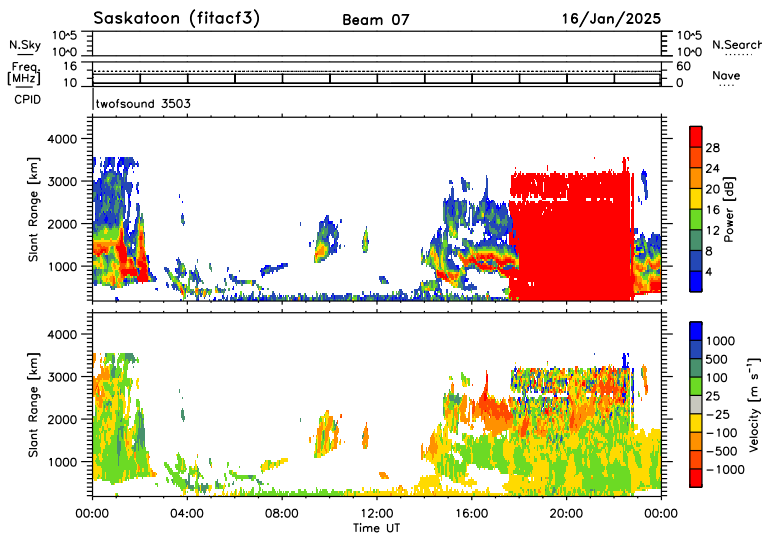 Saskatoon (fitacf3) Beam 07 16/Jan/2025
N.Sky 10^5 10^0 10^5 10^0 N.Search
Freq. [MHz] 16 10 60 0 Nave
CPID twofsound 3503
Slant Range [km] 4000 3000 2000 1000
Power [dB] 28 24 20 16 12 8 4
Slant Range [km] 4000 3000 2000 1000
Velocity [m s⁻¹] 1000 500 100 25 −25 −100 −500 −1000
00:00 04:00 08:00 12:00 16:00 20:00 00:00
Time UT